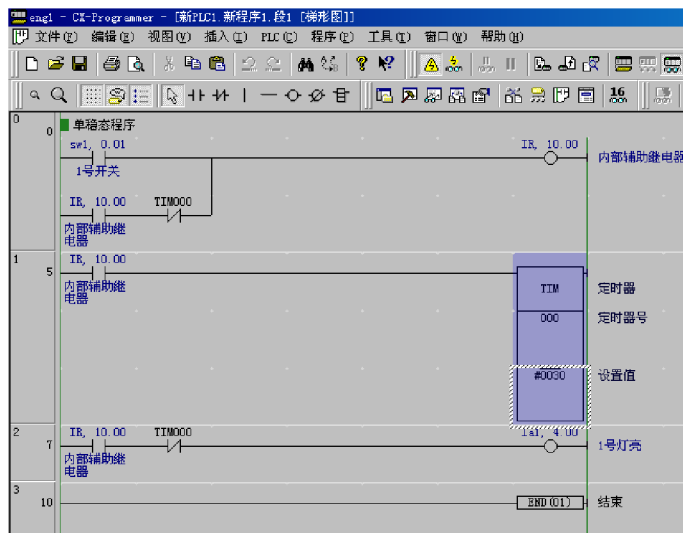 eng1 - CX-Programmer - [新PLC1.新程序1.段1 [梯形图]]
文件(F) 编辑(E) 视图(V) 插入(I) PLC(C) 程序(P) 工具(T) 窗口(W) 帮助(H)
16
0
0
单稳态程序
sw1, 0.01
IR, 10.00
1号开关
内部辅助继电器
IR, 10.00
TIM000
内部辅助继
电器
1
5
IR, 10.00
内部辅助继
电器
TIM
定时器
000
定时器号
#0030
设置值
2
7
IR, 10.00
TIM000
la1, 4.00
内部辅助继
电器
1号灯亮
3
10
END(01)
结束